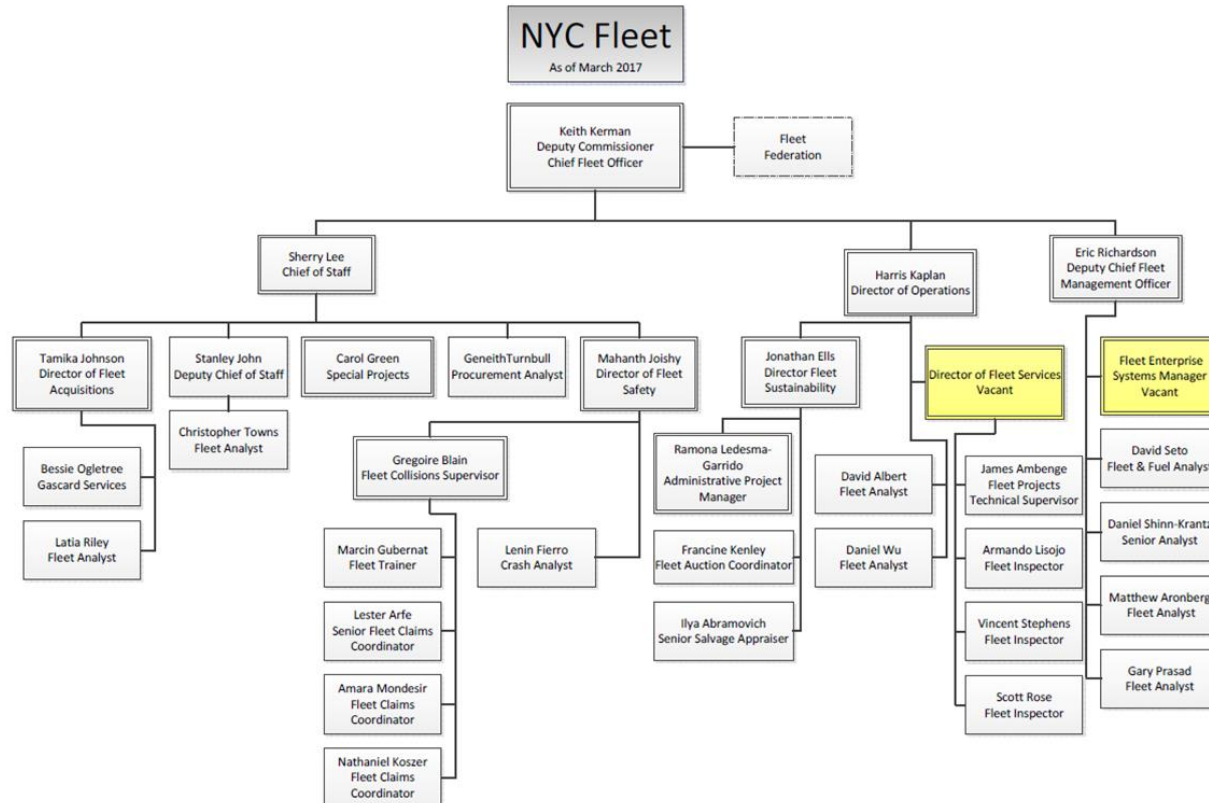 NYC Fleet
As of March 2017
Keith Kerman
Deputy Commissioner
Chief Fleet Officer
Fleet
Federation
Sherry Lee
Chief of Staff
Harris Kaplan
Director of Operations
Eric Richardson
Deputy Chief Fleet
Management Officer
Tamika Johnson
Director of Fleet
Acquisitions
Stanley John
Deputy Chief of Staff
Carol Green
Special Projects
GeneithTurnbull
Procurement Analyst
Mahanth Joishy
Director of Fleet
Safety
Jonathan Ells
Director Fleet
Sustainability
Director of Fleet Services
Vacant
Fleet Enterprise
Systems Manager
Vacant
Christopher Towns
Fleet Analyst
Bessie Ogletree
Gascard Services
Latia Riley
Fleet Analyst
Gregoire Blain
Fleet Collisions Supervisor
Marcin Gubernat
Fleet Trainer
Lester Arfe
Senior Fleet Claims
Coordinator
Amara Mondesir
Fleet Claims
Coordinator
Nathaniel Koszer
Fleet Claims
Coordinator
Lenin Fierro
Crash Analyst
Ramona Ledesma-
Garrido
Administrative Project
Manager
Francine Kenley
Fleet Auction Coordinator
Ilya Abramovich
Senior Salvage Appraiser
David Albert
Fleet Analyst
Daniel Wu
Fleet Analyst
James Ambenge
Fleet Projects
Technical Supervisor
Armando Lisojo
Fleet Inspector
Vincent Stephens
Fleet Inspector
Scott Rose
Fleet Inspector
David Seto
Fleet & Fuel Analyst
Daniel Shinn-Krantz
Senior Analyst
Matthew Aronberg
Fleet Analyst
Gary Prasad
Fleet Analyst